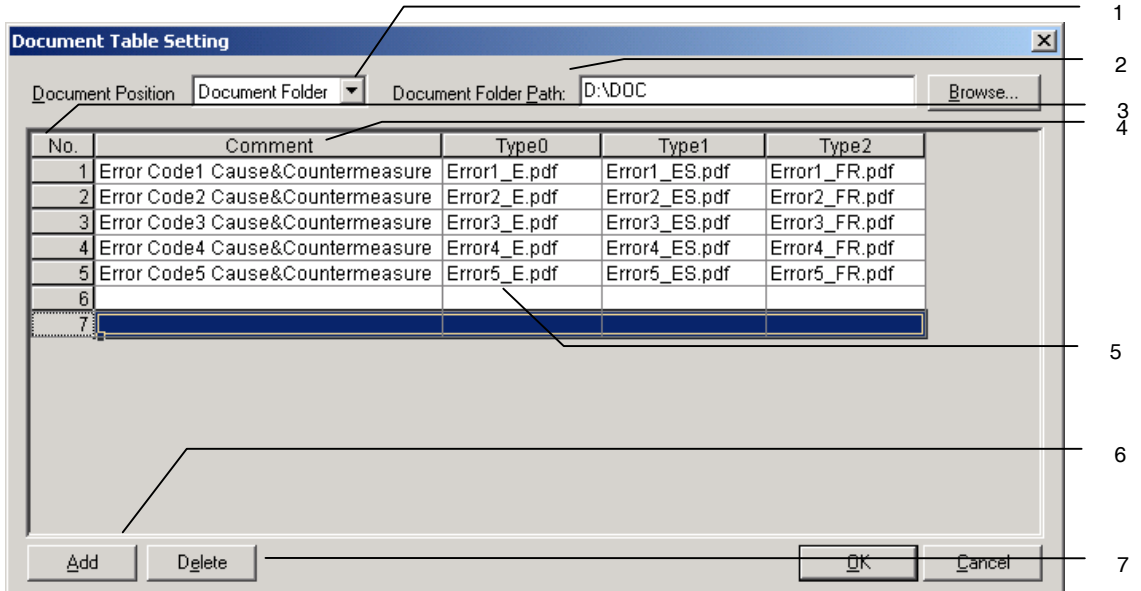 1
Document Table Setting
2
Document Position Document Folder Document Folder Path: D:\DOC Browse...
3
4
No. Comment Type0 Type1 Type2
1 Error Code1 Cause&Countermeasure Error1_E.pdf Error1_ES.pdf Error1_FR.pdf
2 Error Code2 Cause&Countermeasure Error2_E.pdf Error2_ES.pdf Error2_FR.pdf
3 Error Code3 Cause&Countermeasure Error3_E.pdf Error3_ES.pdf Error3_FR.pdf
4 Error Code4 Cause&Countermeasure Error4_E.pdf Error4_ES.pdf Error4_FR.pdf
5 Error Code5 Cause&Countermeasure Error5_E.pdf Error5_ES.pdf Error5_FR.pdf
6
7
5
6
Add Delete OK Cancel
7